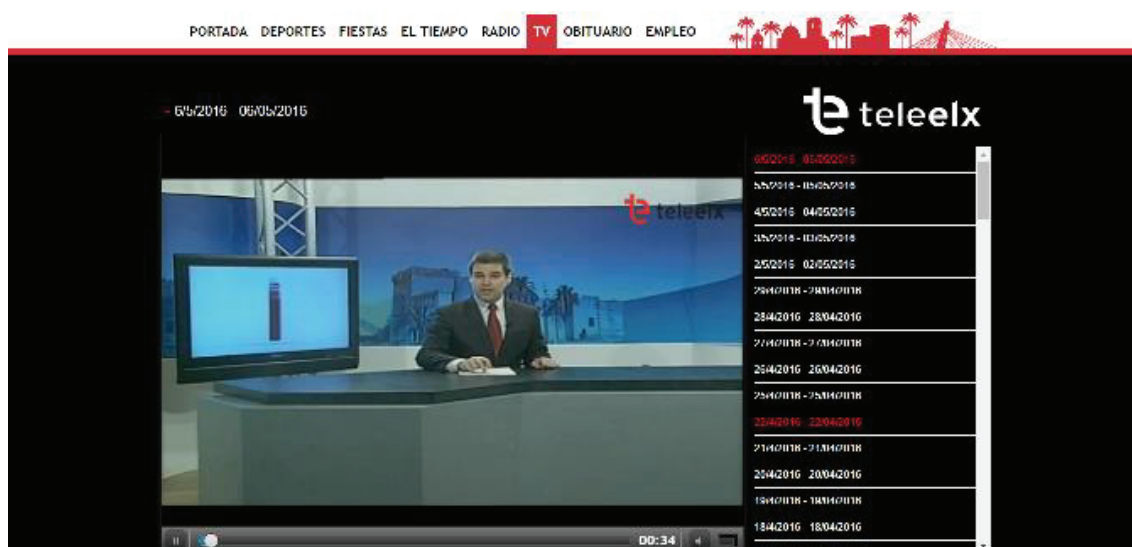 PORTADA DEPORTES FIESTAS EL TIEMPO RADIO TV OBITUARIO EMPLEO
- 6/5/2016 06/05/2016
teleelx
teleelx
6/5/2016 06/05/2016
5/5/2016 - 05/05/2016
4/5/2016 04/05/2016
3/5/2016 - 03/05/2016
2/5/2016 02/05/2016
29/4/2016 - 29/04/2016
28/4/2016 28/04/2016
27/4/2016 - 27/04/2016
26/4/2016 26/04/2016
25/4/2016 - 25/04/2016
22/4/2016 22/04/2016
21/4/2016 - 21/04/2016
20/4/2016 20/04/2016
19/4/2016 - 19/04/2016
18/4/2016 18/04/2016
00:34